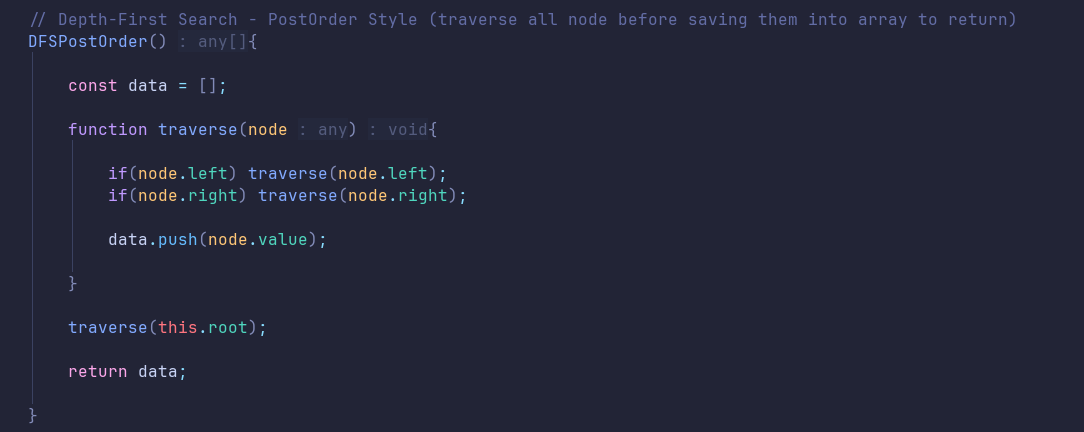 // Depth-First Search - PostOrder Style (traverse all node before saving them into array to return)
DFSPostOrder() : any[]{
const data = [];
function traverse(node : any) : void{
if(node.left) traverse(node.left);
if(node.right) traverse(node.right);
data.push(node.value);
}
traverse(this.root);
return data;
}